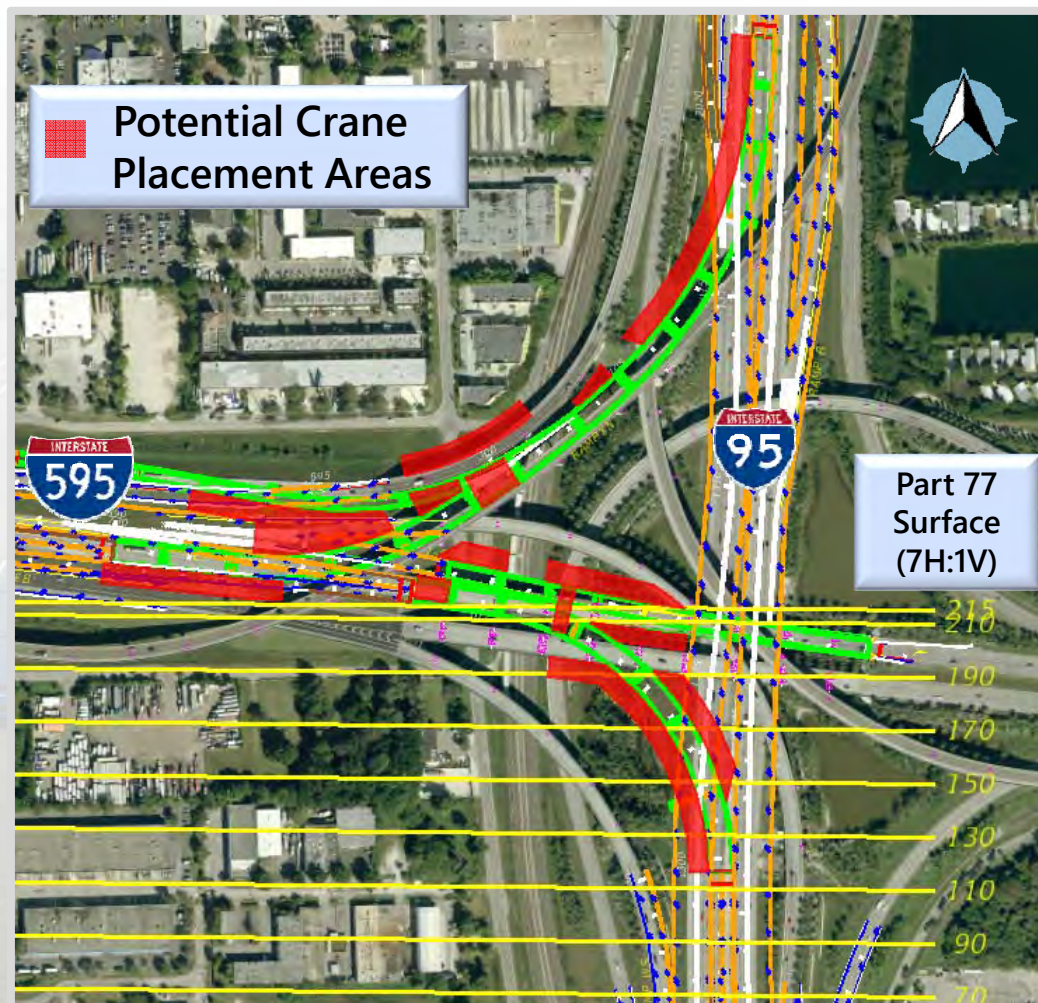 Potential Crane
Placement Areas
INTERSTATE
595
INTERSTATE
95
595
Part 77
Surface
(7H:1V)
215
210
190
170
150
130
110
90
70